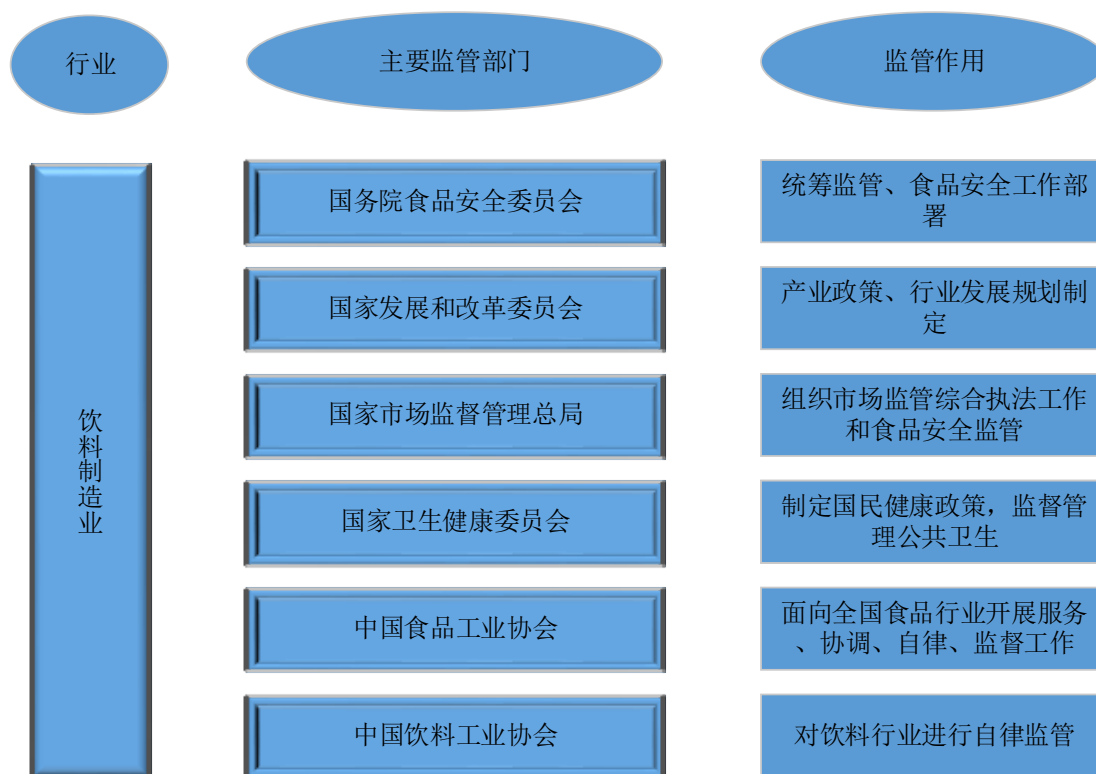 行业
主要监管部门
监管作用
饮料制造业
国务院食品安全委员会
统筹监管、食品安全工作部
署
国家发展和改革委员会
产业政策、行业发展规划制
定
国家市场监督管理总局
组织市场监管综合执法工作
和食品安全监管
国家卫生健康委员会
制定国民健康政策，监督管
理公共卫生
中国食品工业协会
面向全国食品行业开展服务
、协调、自律、监督工作
中国饮料工业协会
对饮料行业进行自律监管